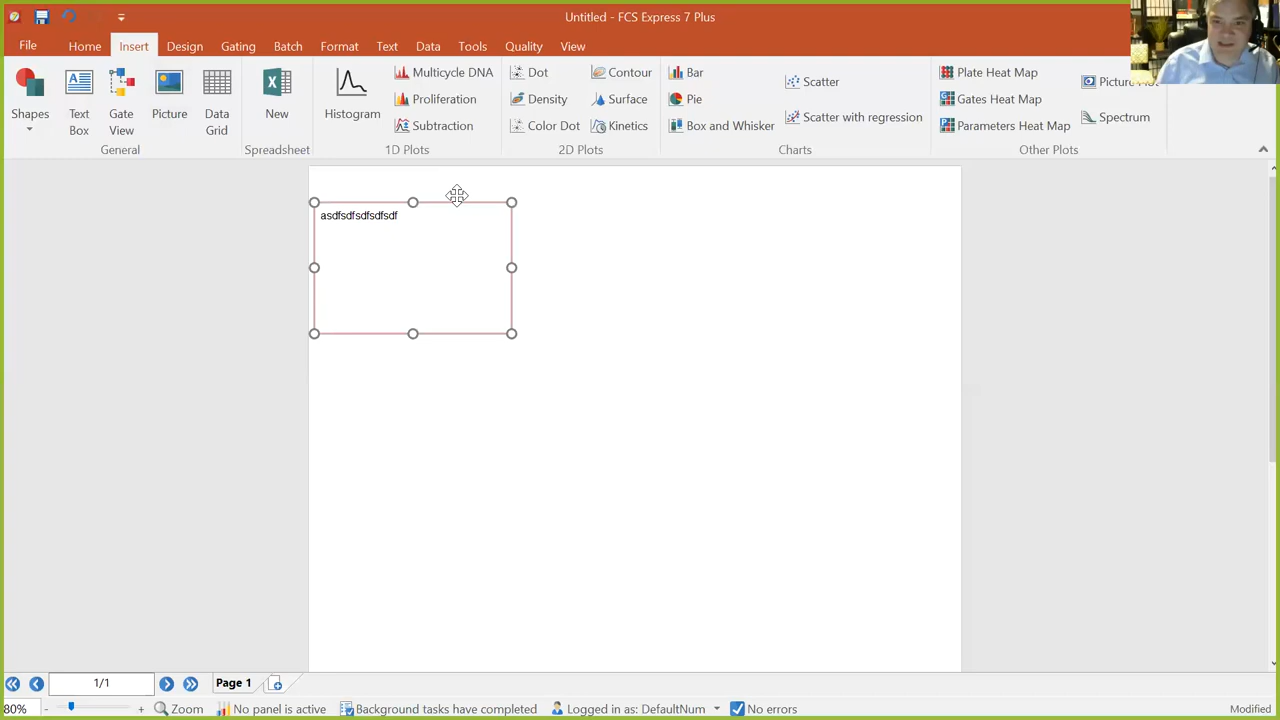 Untitled - FCS Express 7 Plus
File Home Insert Design Gating Batch Format Text Data Tools Quality View
Shapes
Text Box
Gate View
Picture
Data Grid
General
New
Spreadsheet
Histogram
Multicycle DNA
Proliferation
Subtraction
1D Plots
Dot
Density
Color Dot
Contour
Surface
Kinetics
2D Plots
Bar
Pie
Box and Whisker
Scatter
Scatter with regression
Charts
Plate Heat Map
Gates Heat Map
Parameters Heat Map
Spectrum
Other Plots
asdfsdfsdfsdfsdf
1/1
Page 1
80% - + Zoom No panel is active Background tasks have completed Logged in as: DefaultNum No errors Modified